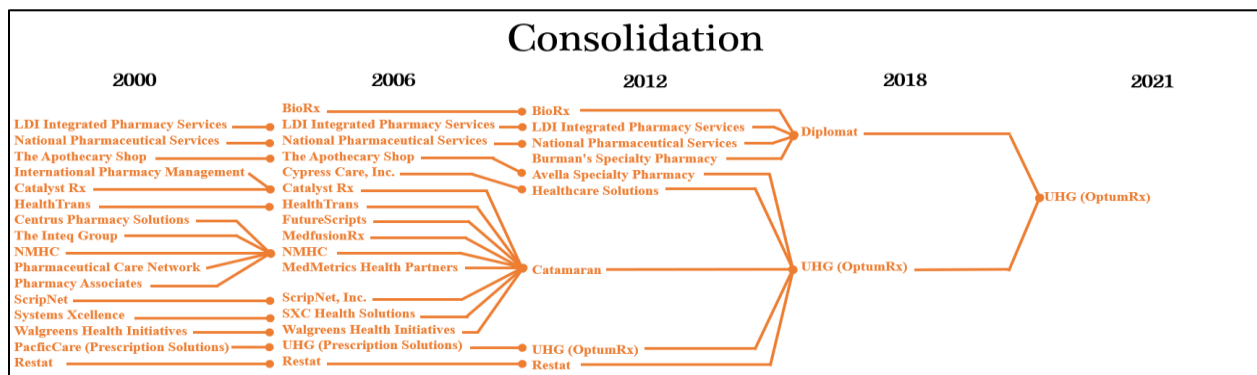 Consolidation
2000 2006 2012 2018 2021
BioRx BioRx
LDI Integrated Pharmacy Services LDI Integrated Pharmacy Services LDI Integrated Pharmacy Services Diplomat
National Pharmaceutical Services National Pharmaceutical Services National Pharmaceutical Services
The Apothecary Shop The Apothecary Shop Burman's Specialty Pharmacy
International Pharmacy Management Cypress Care, Inc. Avella Specialty Pharmacy
Catalyst Rx Catalyst Rx Healthcare Solutions UHG (OptumRx)
HealthTrans HealthTrans
Centrus Pharmacy Solutions FutureScripts
The Inteq Group MedfusionRx
NMHC NMHC
Pharmaceutical Care Network MedMetrics Health Partners Catamaran UHG (OptumRx)
Pharmacy Associates
ScripNet ScripNet, Inc.
Systems Xcellence SXC Health Solutions
Walgreens Health Initiatives Walgreens Health Initiatives
PacficCare (Prescription Solutions) UHG (Prescription Solutions) UHG (OptumRx)
Restat Restat Restat